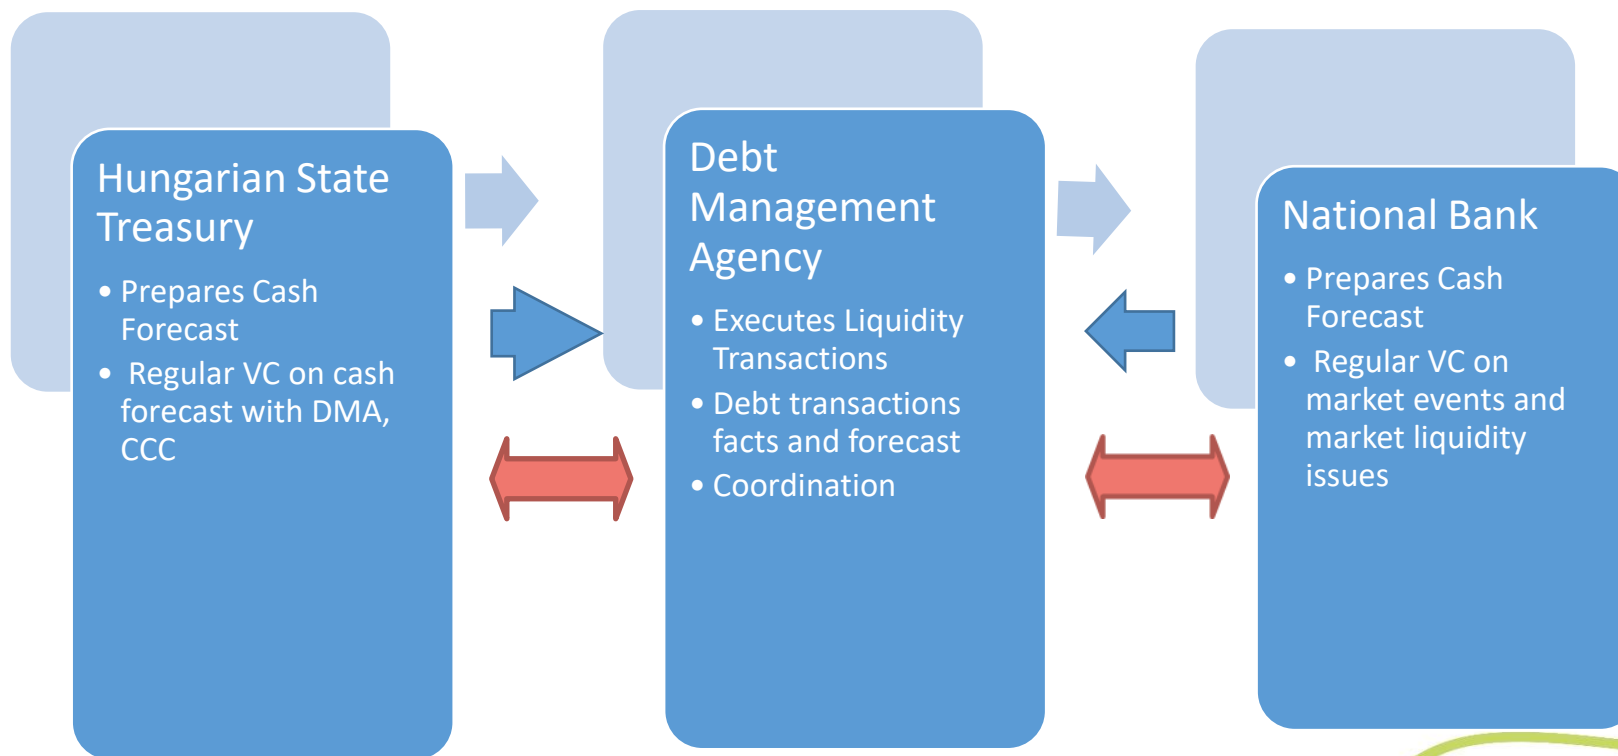 Hungarian State
Treasury
• Prepares Cash
Forecast
• Regular VC on cash
forecast with DMA,
CCC
Debt
Management
Agency
• Executes Liquidity
Transactions
• Debt transactions
facts and forecast
• Coordination
National Bank
• Prepares Cash
Forecast
• Regular VC on
market events and
market liquidity
issues